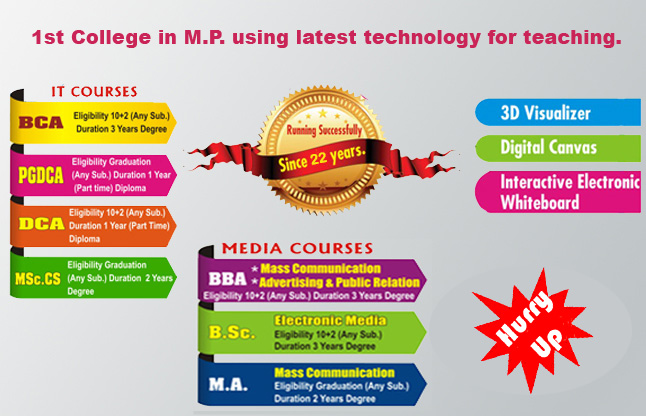 1st College in M.P. using latest technology for teaching.
IT COURSES
BCA
Eligibility 10+2 (Any Sub.)
Duration 3 Years Degree
PGDCA
Eligibility Graduation
(Any Sub.) Duration 1 Year
(Part time) Diploma
DCA
Eligibility 10+2 (Any Sub.)
Duration 1 Year (Part Time)
Diploma
MSc.CS
Eligibility Graduation
(Any Sub.) Duration 2 Years
Degree
Running Successfully
Since 22 years.
3D Visualizer
Digital Canvas
Interactive Electronic
Whiteboard
MEDIA COURSES
BBA
★ Mass Communication
★ Advertising & Public Relation
Eligibility 10+2 (Any Sub.) Duration 3 Years Degree
B.Sc.
Electronic Media
Eligibility 10+2 (Any Sub.)
Duration 3 Years Degree
M.A.
Mass Communication
Eligibility Graduation (Any Sub.)
Duration 2 Years Degree
Hurry
Up